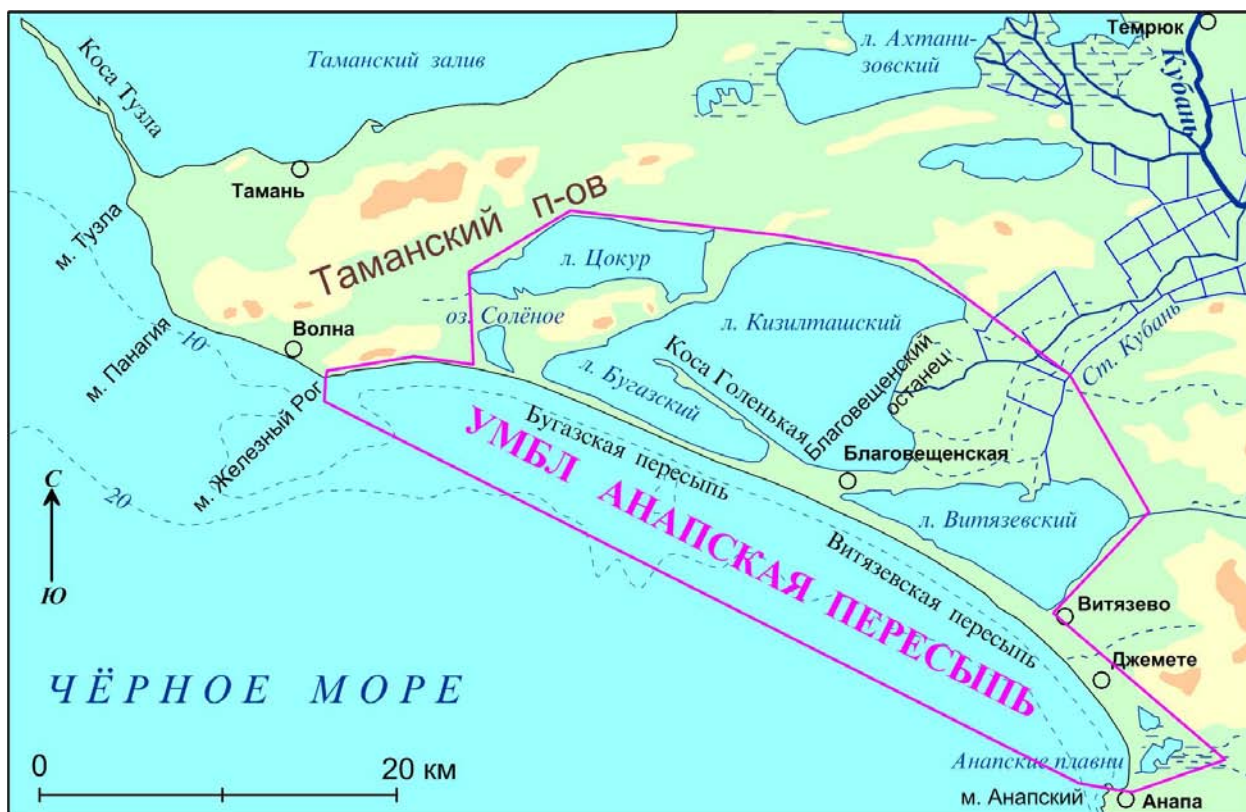 Темрюк
л. Ахтани-
зовский
Таманский залив
Коса Тузла
Кубань
Тамань
м. Тузла
Таманский п-ов
л. Цокур
оз. Солёное
л. Кизилташский
Ст. Кубань
Волна
м. Панагия
10
м. Железный Рог
л. Бугазский
Коса Голенькая
Благовещенский
останец
Благовещенская
Бугазская пересыпь
УМБЛ АНАПСКАЯ ПЕРЕСЫПЬ
л. Витязевский
Витязевская пересыпь
С
Ю
20
Витязево
Джемете
ЧЁРНОЕ МОРЕ
Анапские плавни
0
20 км
м. Анапский
Анапа